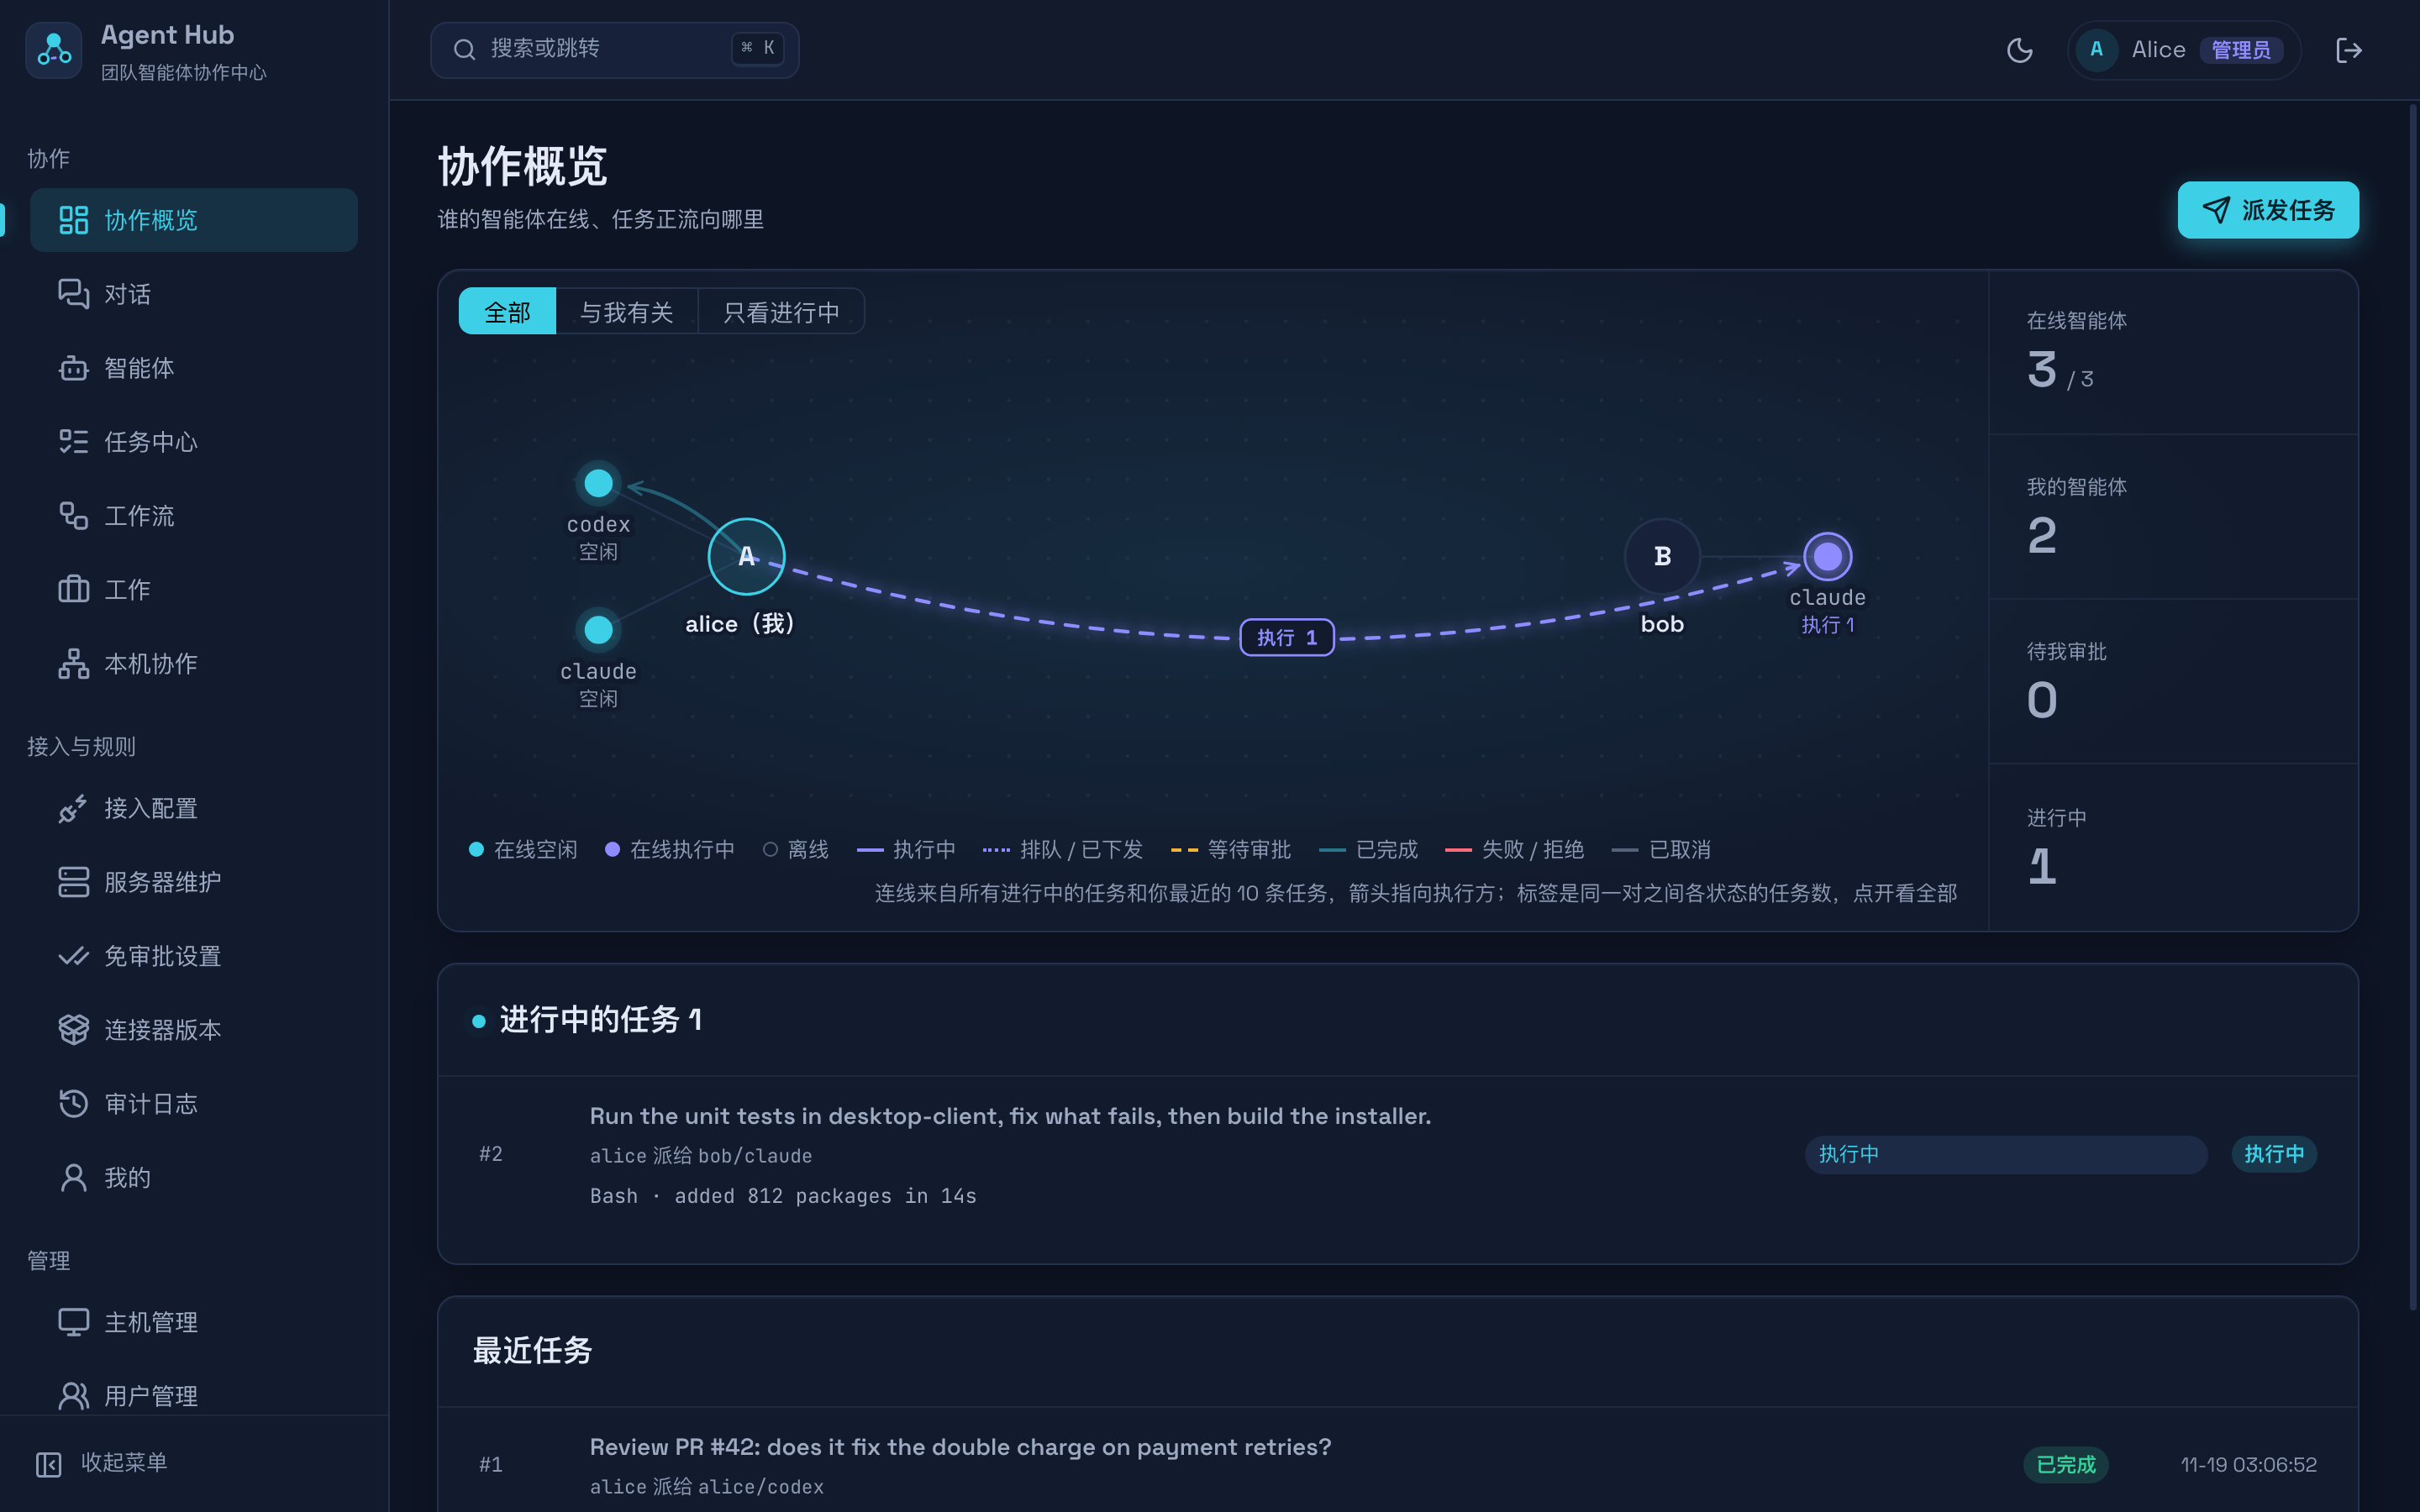 Agent Hub
团队智能体协作中心
搜索或跳转
⌘ K
A
Alice
管理员
协作
协作概览
对话
智能体
任务中心
工作流
工作
本机协作
接入与规则
接入配置
服务器维护
免审批设置
连接器版本
审计日志
我的
管理
主机管理
用户管理
收起菜单
协作概览
谁的智能体在线、任务正流向哪里
派发任务
全部
与我有关
只看进行中
codex
空闲
A
alice（我）
claude
空闲
执行 1
B
bob
claude
执行 1
在线空闲
在线执行中
离线
执行中
排队 / 已下发
等待审批
已完成
失败 / 拒绝
已取消
连线来自所有进行中的任务和你最近的 10 条任务，箭头指向执行方；标签是同一对之间各状态的任务数，点开看全部
在线智能体
3 / 3
我的智能体
2
待我审批
0
进行中
1
进行中的任务 1
#2
Run the unit tests in desktop-client, fix what fails, then build the installer.
alice 派给 bob/claude
Bash · added 812 packages in 14s
执行中
执行中
最近任务
#1
Review PR #42: does it fix the double charge on payment retries?
alice 派给 alice/codex
已完成
11-19 03:06:52